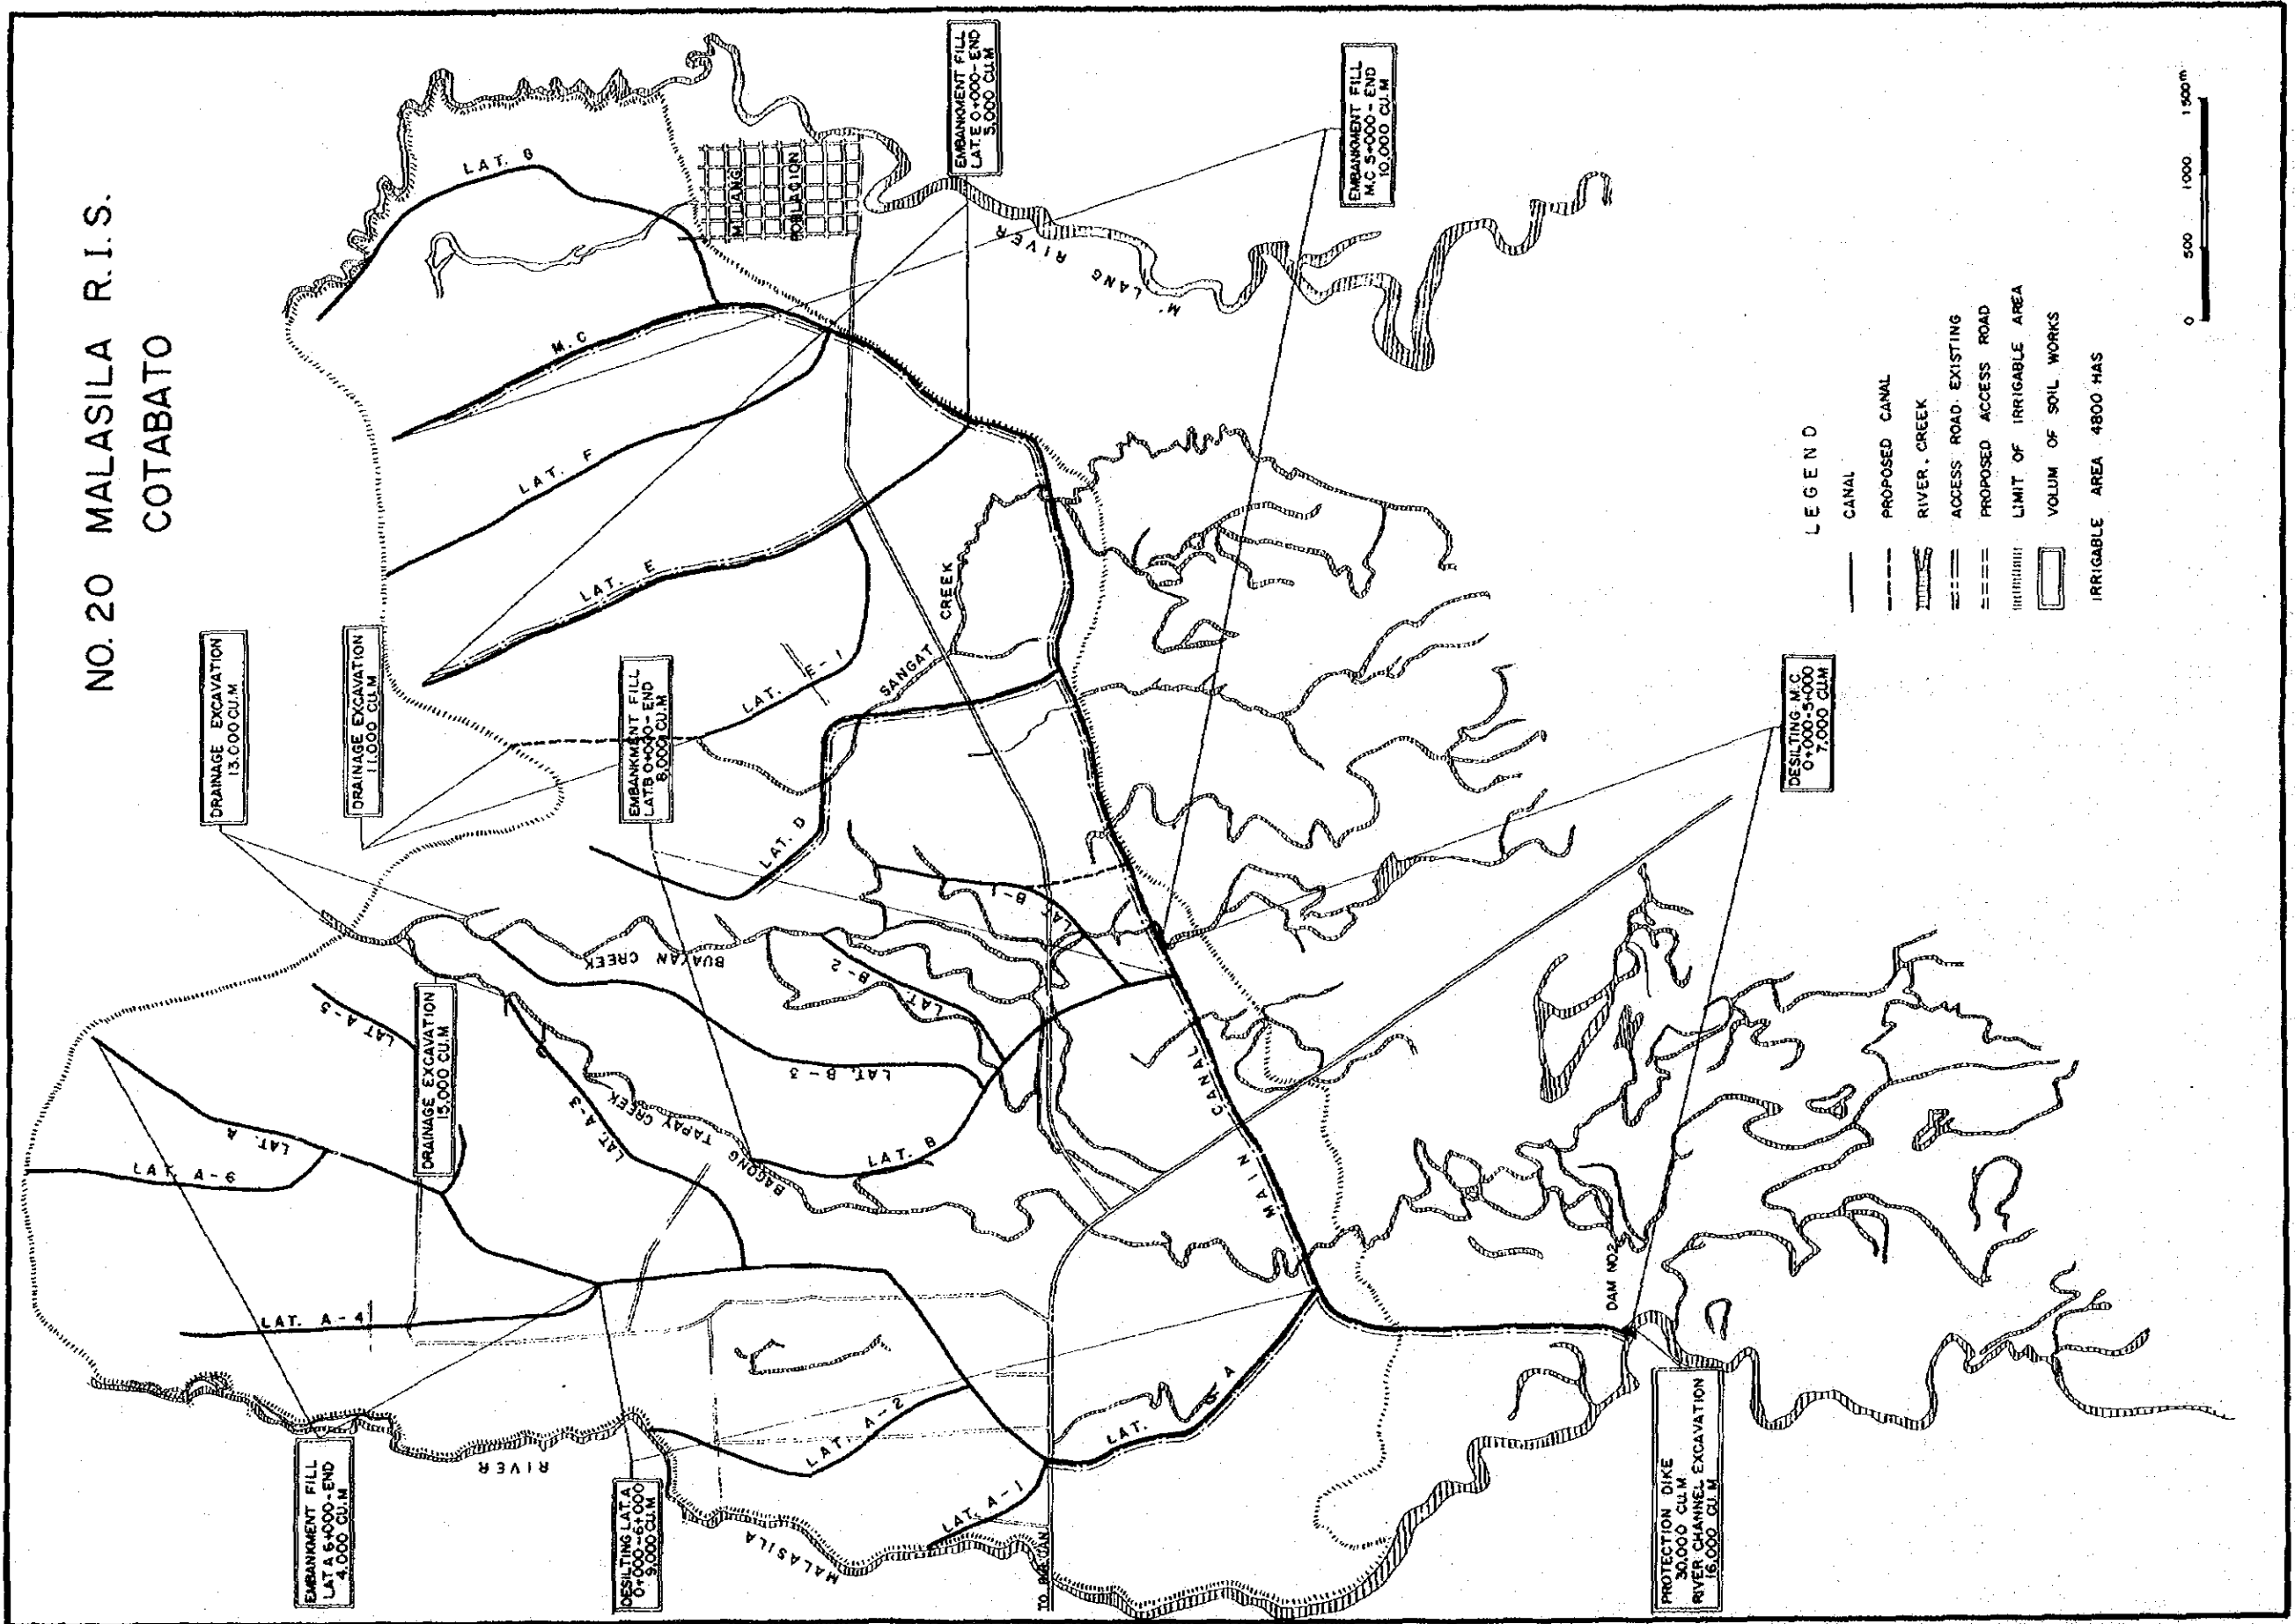 NO. 20 MALASILA R.I.S.
COTABATO
DRAINAGE EXCAVATION
13.000 CU.M
DRAINAGE EXCAVATION
11.000 CU.M
EMBANKMENT FILL
LAT.B 0+000- END
8,000 CU.M
EMBANKMENT FILL
LAT. E 0+000- END
5,000 CU.M
EMBANKMENT FILL
M.C 5+000- END
10,000 CU.M
DESILTING M.C
0+000-5+000
7,000 CU.M
DRAINAGE EXCAVATION
15,000 CU.M
EMBANKMENT FILL
LAT A 6+000-END
4.000 CU.M
DESILTING LAT.A
0+000-6+000
9,000 CU.M
PROTECTION DIKE
30,000 CU.M
RIVER CHANNEL EXCAVATION
16,000 CU.M
LAT. G
M.C
LAT. F
LAT. E
LAT. E-1
LAT. D
LAT. B-1
LAT. B-2
LAT. B-3
LAT. B
LAT. A
LAT. A-6
LAT A-5
LAT. A-4
LAT. A-3
LAT. A-2
LAT. A-1
LAT. A
MAIN CANAL
MILANG
POBLACION
M'LANG RIVER
SANGAT CREEK
BUAYAN CREEK
BAGONG TAPAY CREEK
MALASILA RIVER
DAM NO2
TO
LEGEND
CANAL
PROPOSED CANAL
RIVER. CREEK
ACCESS ROAD. EXISTING
PROPOSED ACCESS ROAD
LIMIT OF IRRIGABLE AREA
VOLUM OF SOIL WORKS
IRRIGABLE AREA 4800 HAS
0 500 1000 1500m